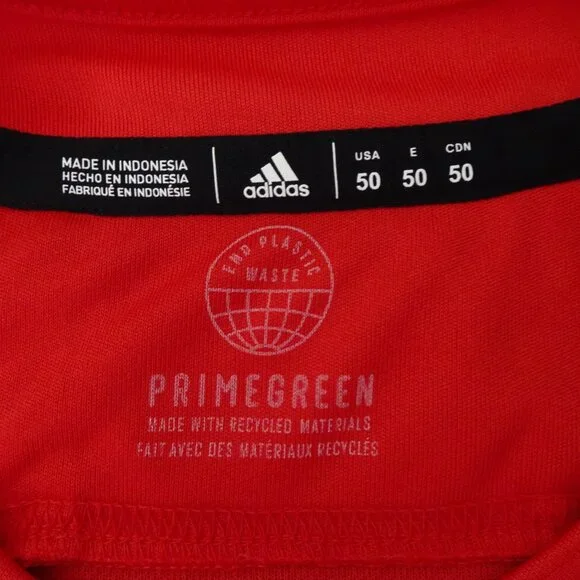 MADE IN INDONESIA
HECHO EN INDONESIA
FABRIQUÉ EN INDONÉSIE
adidas
USA E CDN
50 50 50
END PLASTIC
WASTE
PRIMEGREEN
MADE WITH RECYCLED MATERIALS
FAIT AVEC DES MATÉRIAUX RECYCLÉS